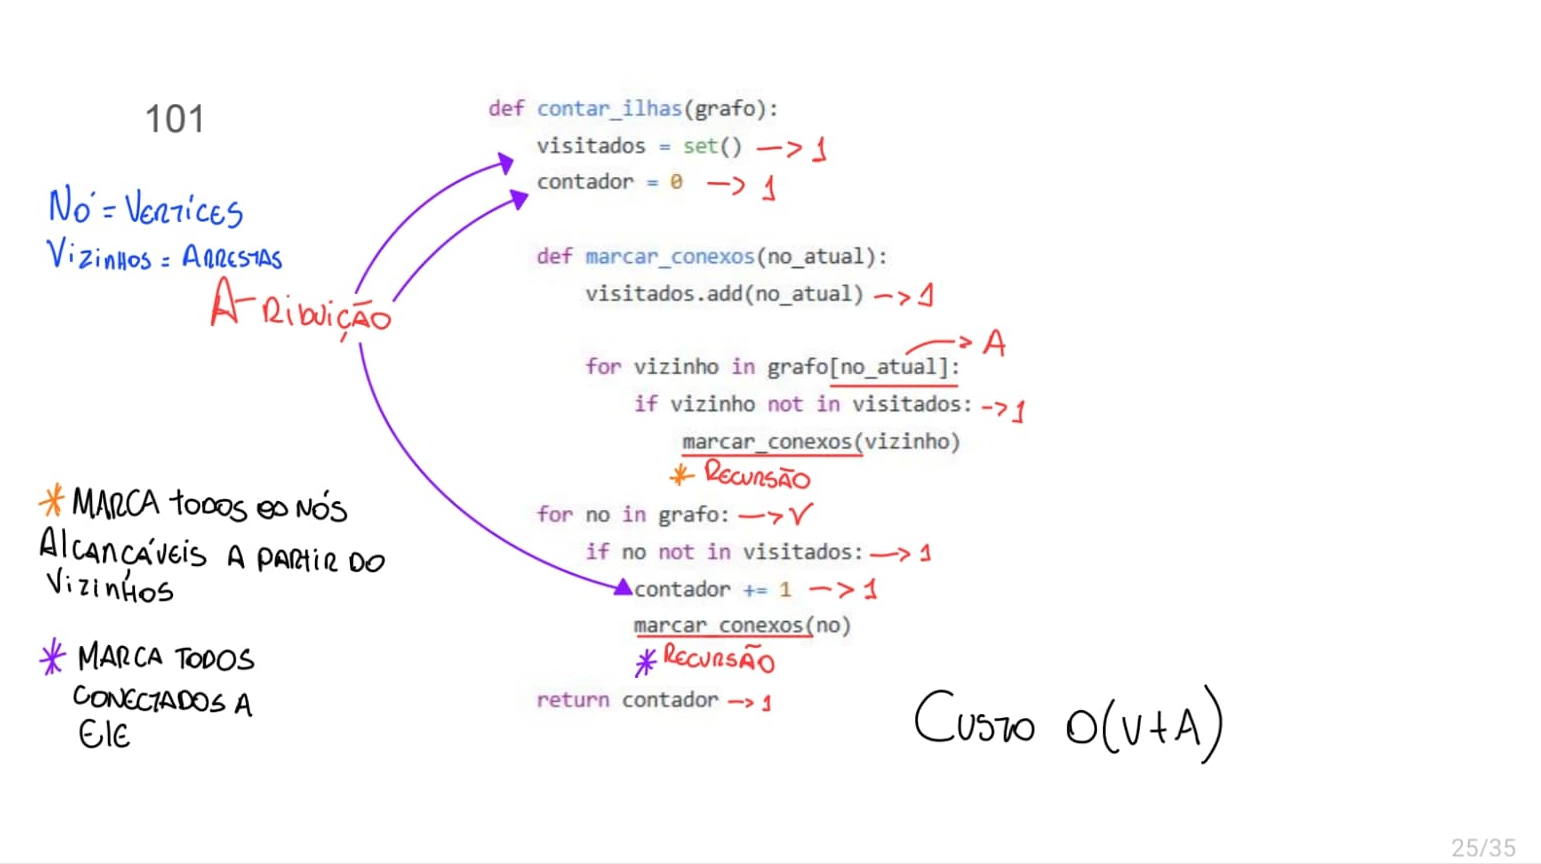 101
def contar_ilhas(grafo):
visitados = set() --> 1
contador = 0 --> 1
NÓ = VERTÍCES
VIZINHOS = ARRESTAS
ATRIBUIÇÃO
def marcar_conexos(no_atual):
visitados.add(no_atual) --> 1
for vizinho in grafo[no_atual]: --> A
if vizinho not in visitados: -> 1
marcar_conexos(vizinho)
* RECURSÃO
for no in grafo: --> V
if no not in visitados: --> 1
contador += 1 --> 1
marcar_conexos(no)
* RECURSÃO
return contador --> 1
* MARCA TODOS OS NÓS
ALCANÇÁVEIS A PARTIR DO
VIZINHOS
* MARCA TODOS
CONECTADOS A
ELE
CUSTO O(V+A)
25/35